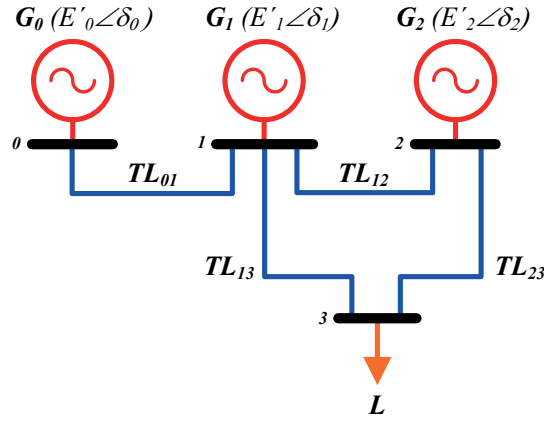 G₀ (E′₀∠δ₀)
G₁ (E′₁∠δ₁)
G₂ (E′₂∠δ₂)
0
1
2
TL₀₁
TL₁₂
TL₁₃
TL₂₃
3
L